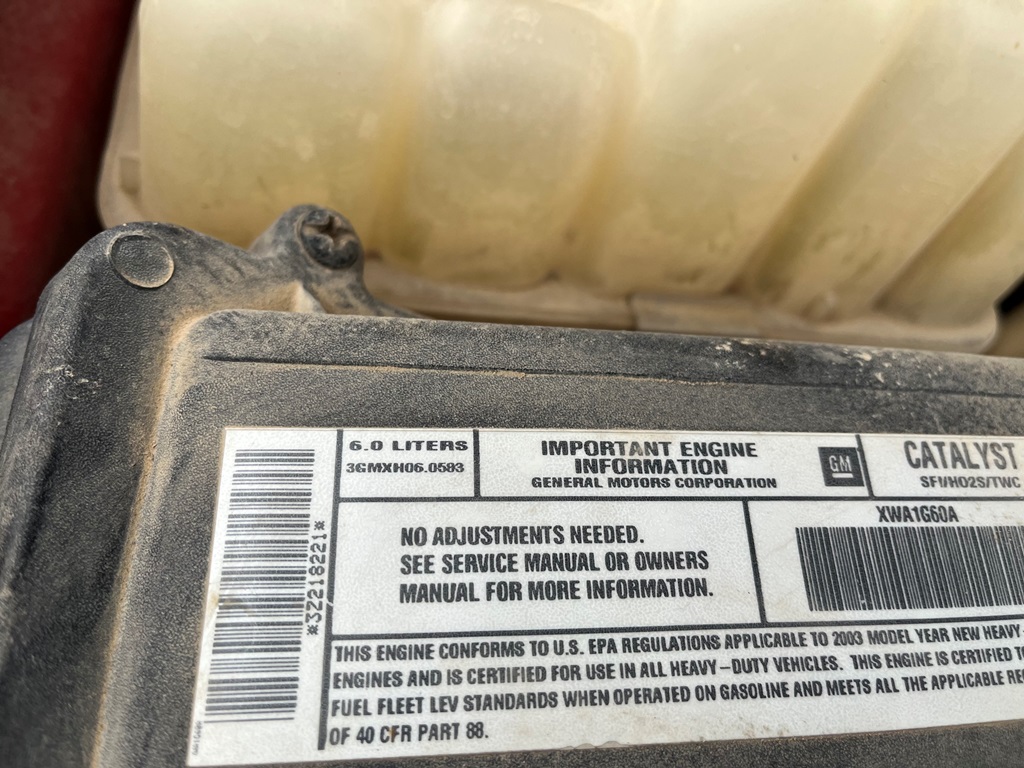 6.0 LITERS
3GMXH06.0583
IMPORTANT ENGINE
INFORMATION
GENERAL MOTORS CORPORATION
GM
CATALYST
SFI/HO2S/TWC
*32218221*
NO ADJUSTMENTS NEEDED.
SEE SERVICE MANUAL OR OWNERS
MANUAL FOR MORE INFORMATION.
XWA1G60A
THIS ENGINE CONFORMS TO U.S. EPA REGULATIONS APPLICABLE TO 2003 MODEL YEAR NEW HEAVY
ENGINES AND IS CERTIFIED FOR USE IN ALL HEAVY-DUTY VEHICLES. THIS ENGINE IS CERTIFIED
FUEL FLEET LEV STANDARDS WHEN OPERATED ON GASOLINE AND MEETS ALL THE APPLICABLE
OF 40 CFR PART 88.